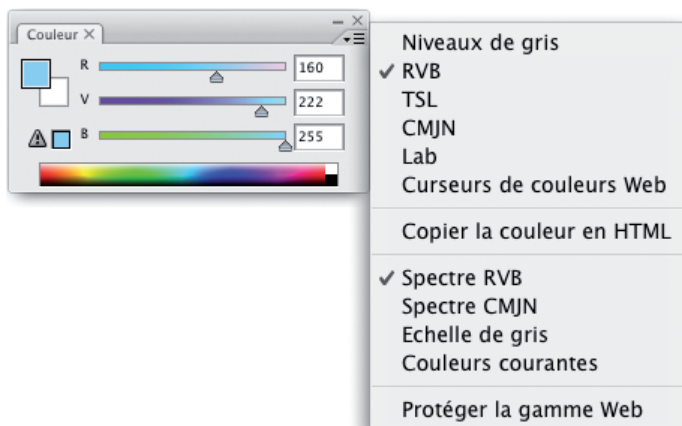 Couleur
R 160
V 222
B 255
Niveaux de gris
✓ RVB
TSL
CMJN
Lab
Curseurs de couleurs Web
Copier la couleur en HTML
✓ Spectre RVB
Spectre CMJN
Echelle de gris
Couleurs courantes
Protéger la gamme Web